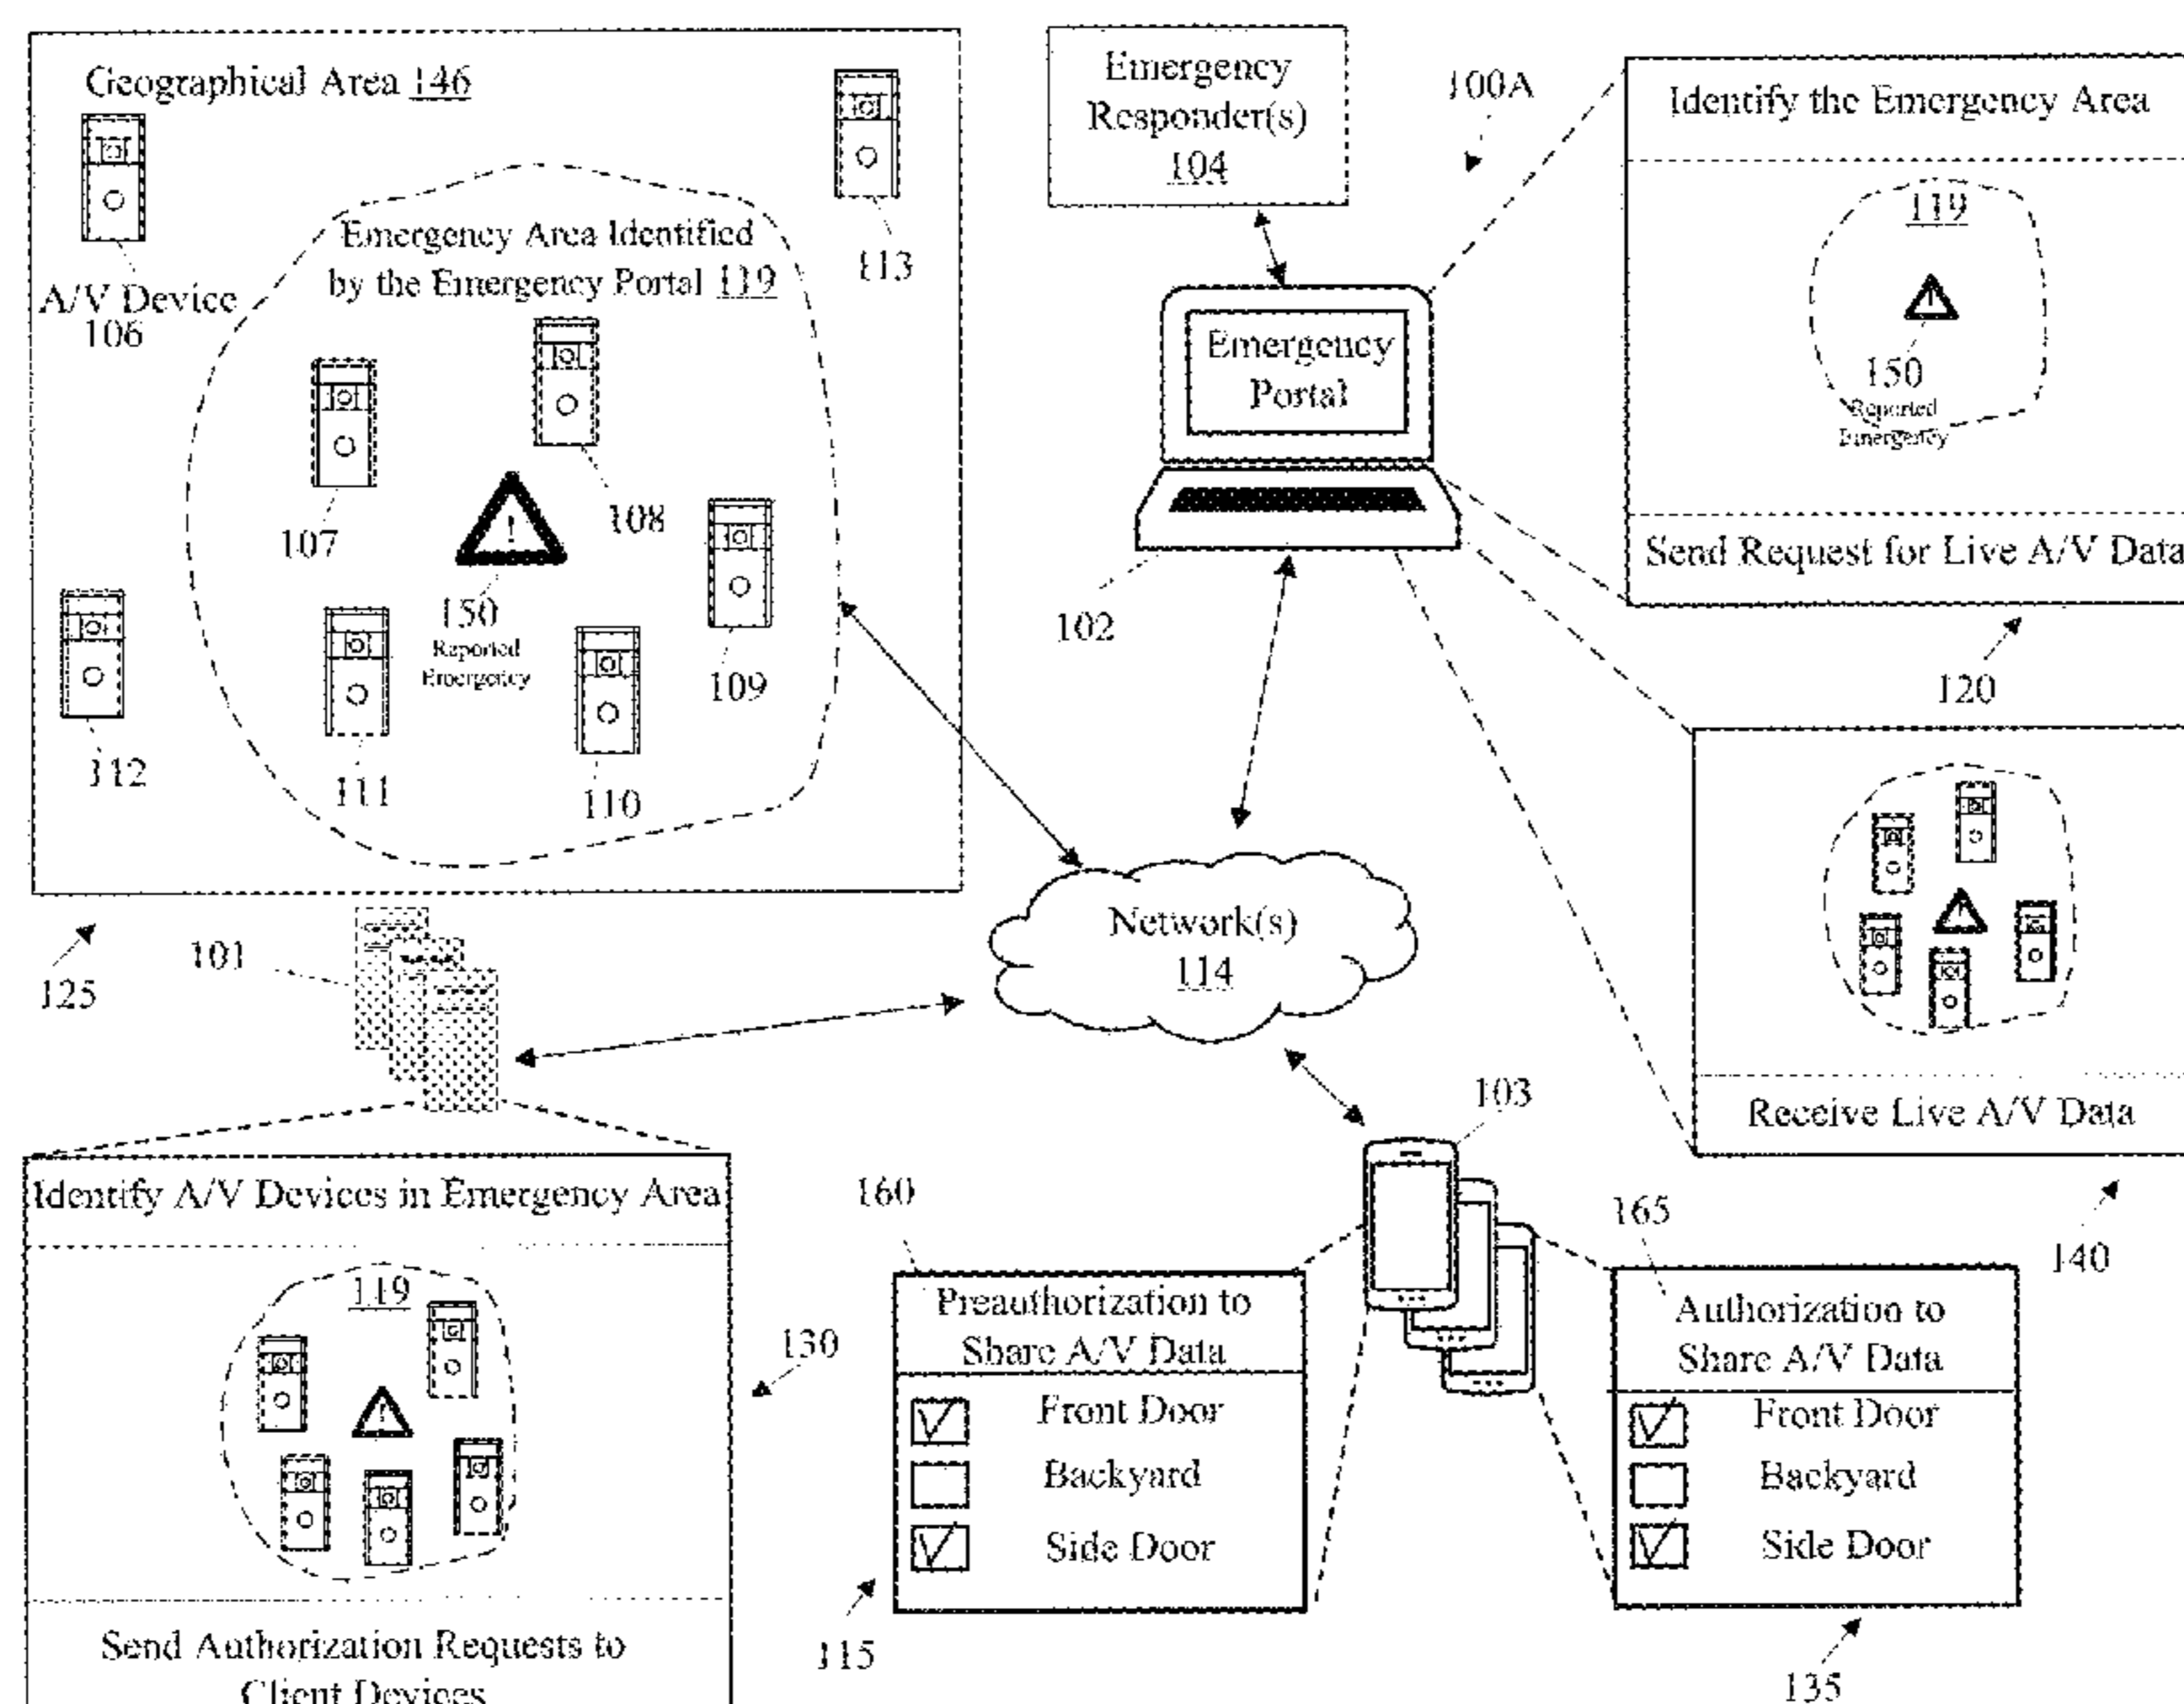 Geographical Area 146
A/V Device
106
Emergency Area Identified
by the Emergency Portal 119
113
107
108
109
150
Reported
Emergency
112
111
110
125
101
Emergency
Responder(s)
104
100A
Emergency
Portal
102
Identify the Emergency Area
119
150
Reported
Emergency
Send Request for Live A/V Data
120
Network(s)
114
Receive Live A/V Data
140
103
Identify A/V Devices in Emergency Area
119
130
Send Authorization Requests to
Client Devices
160
Preauthorization to
Share A/V Data
Front Door
Backyard
Side Door
115
165
Authorization to
Share A/V Data
Front Door
Backyard
Side Door
135